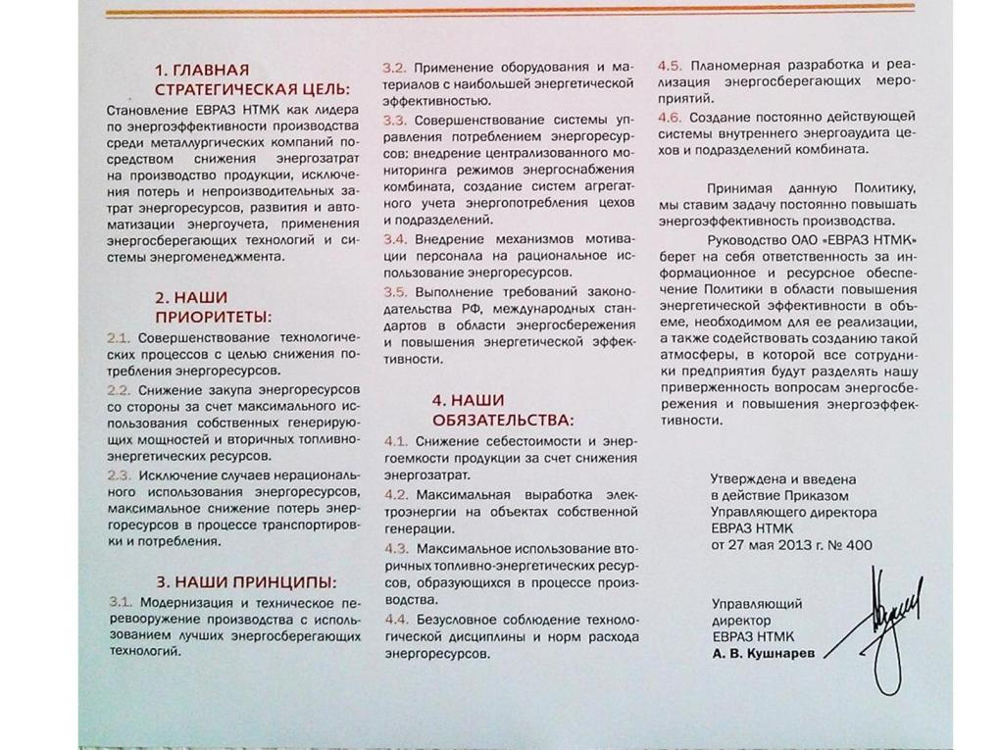 1. ГЛАВНАЯ
СТРАТЕГИЧЕСКАЯ ЦЕЛЬ:
Становление ЕВРАЗ НТМК как лидера
по энергоэффективности производства
среди металлургических компаний по-
средством снижения энергозатрат
на производство продукции, исключе-
ния потерь и непроизводительных за-
трат энергоресурсов, развития и авто-
матизации энергоучета, применения
энергосберегающих технологий и си-
стемы энергоменеджмента.
2. НАШИ
ПРИОРИТЕТЫ:
2.1. Совершенствование технологиче-
ских процессов с целью снижения по-
требления энергоресурсов.
2.2. Снижение закупа энергоресурсов
со стороны за счет максимального ис-
пользования собственных генерирую-
щих мощностей и вторичных топливно-
энергетических ресурсов.
2.3. Исключение случаев нерациональ-
ного использования энергоресурсов,
максимальное снижение потерь энер-
горесурсов в процессе транспортиров-
ки и потребления.
3. НАШИ ПРИНЦИПЫ:
3.1. Модернизация и техническое пе-
ревооружение производства с исполь-
зованием лучших энергосберегающих
технологий.
3.2. Применение оборудования и ма-
териалов с наибольшей энергетической
эффективностью.
3.3. Совершенствование системы уп-
равления потреблением энергоресур-
сов: внедрение централизованного мо-
ниторинга режимов энергоснабжения
комбината, создание систем агрегат-
ного учета энергопотребления цехов
и подразделений.
3.4. Внедрение механизмов мотива-
ции персонала на рациональное ис-
пользование энергоресурсов.
3.5. Выполнение требований законо-
дательства РФ, международных стан-
дартов в области энергосбережения
и повышения энергетической эффек-
тивности.
4. НАШИ
ОБЯЗАТЕЛЬСТВА:
4.1. Снижение себестоимости и энер-
гоемкости продукции за счет снижения
энергозатрат.
4.2. Максимальная выработка элек-
троэнергии на объектах собственной
генерации.
4.3. Максимальное использование вто-
ричных топливно-энергетических ресур-
сов, образующихся в процессе произ-
водства.
4.4. Безусловное соблюдение техноло-
гической дисциплины и норм расхода
энергоресурсов.
4.5. Планомерная разработка и реа-
лизация энергосберегающих меро-
приятий.
4.6. Создание постоянно действующей
системы внутреннего энергоаудита це-
хов и подразделений комбината.
Принимая данную Политику,
мы ставим задачу постоянно повышать
энергоэффективность производства.
Руководство ОАО «ЕВРАЗ НТМК»
берет на себя ответственность за ин-
формационное и ресурсное обеспе-
чение Политики в области повышения
энергетической эффективности в объ-
еме, необходимом для ее реализации,
а также содействовать созданию такой
атмосферы, в которой все сотрудни-
ки предприятия будут разделять нашу
приверженность вопросам энергосбе-
режения и повышения энергоэффек-
тивности.
Утверждена и введена
в действие Приказом
Управляющего директора
ЕВРАЗ НТМК
от 27 мая 2013 г. № 400
Управляющий
директор
ЕВРАЗ НТМК
А. В. Кушнарев